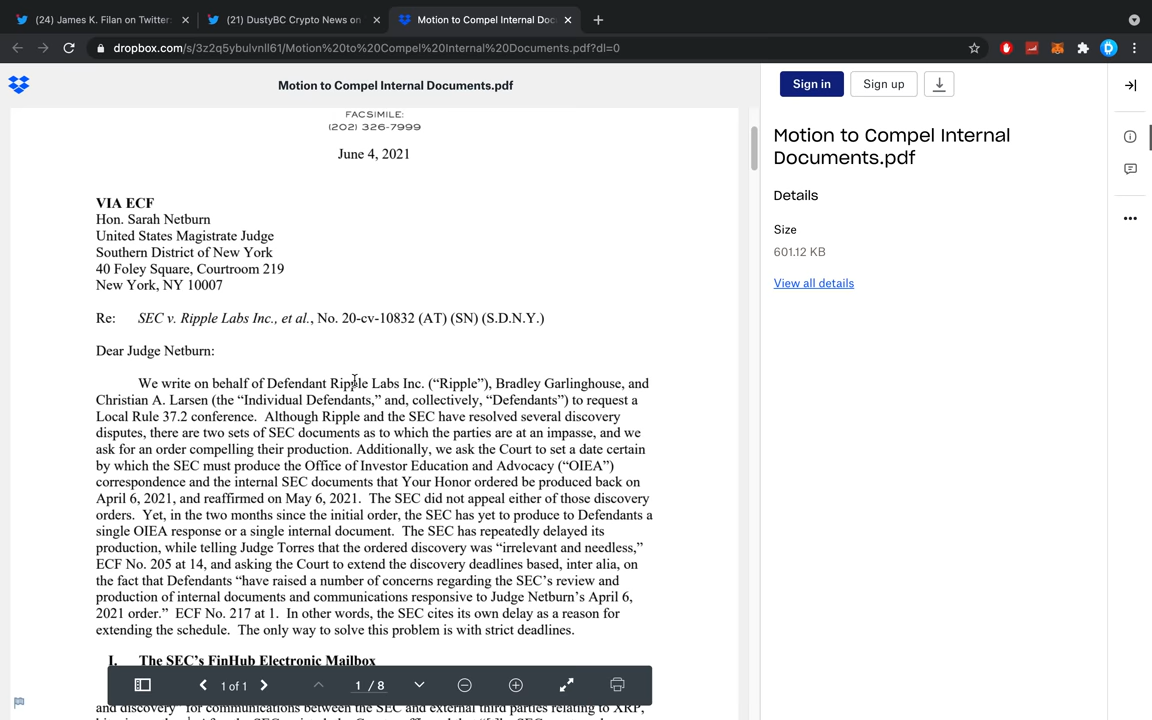 (24) James K. Filan on Twitter:
(21) DustyBC Crypto News on
Motion to Compel Internal Doc
dropbox.com/s/3z2q5ybulvnll61/Motion%20to%20Compel%20Internal%20Documents.pdf?dl=0
Motion to Compel Internal Documents.pdf
Sign in
Sign up
FACSIMILE:
(202) 326-7999
June 4, 2021
VIA ECF
Hon. Sarah Netburn
United States Magistrate Judge
Southern District of New York
40 Foley Square, Courtroom 219
New York, NY 10007
Re: SEC v. Ripple Labs Inc., et al., No. 20-cv-10832 (AT) (SN) (S.D.N.Y.)
Dear Judge Netburn:
We write on behalf of Defendant Ripple Labs Inc. (“Ripple”), Bradley Garlinghouse, and
Christian A. Larsen (the “Individual Defendants,” and, collectively, “Defendants”) to request a
Local Rule 37.2 conference. Although Ripple and the SEC have resolved several discovery
disputes, there are two sets of SEC documents as to which the parties are at an impasse, and we
ask for an order compelling their production. Additionally, we ask the Court to set a date certain
by which the SEC must produce the Office of Investor Education and Advocacy (“OIEA”)
correspondence and the internal SEC documents that Your Honor ordered be produced back on
April 6, 2021, and reaffirmed on May 6, 2021. The SEC did not appeal either of those discovery
orders. Yet, in the two months since the initial order, the SEC has yet to produce to Defendants a
single OIEA response or a single internal document. The SEC has repeatedly delayed its
production, while telling Judge Torres that the ordered discovery was “irrelevant and needless,”
ECF No. 205 at 14, and asking the Court to extend the discovery deadlines based, inter alia, on
the fact that Defendants “have raised a number of concerns regarding the SEC’s review and
production of internal documents and communications responsive to Judge Netburn’s April 6,
2021 order.” ECF No. 217 at 1. In other words, the SEC cites its own delay as a reason for
extending the schedule. The only way to solve this problem is with strict deadlines.
I. The SEC’s FinHub Electronic Mailbox
1 of 1
1 / 8
and discovery for communications between the SEC and external third parties relating to XRP,
Motion to Compel Internal
Documents.pdf
Details
Size
601.12 KB
View all details